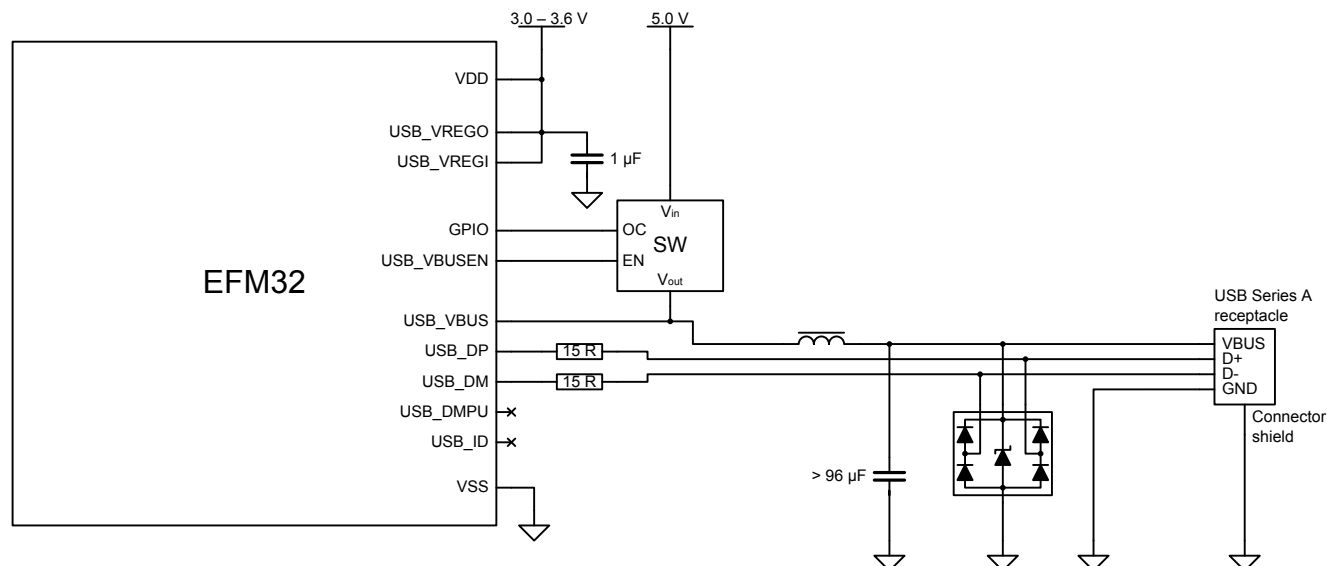 3.0 – 3.6 V
5.0 V
VDD
USB_VREGO
USB_VREGI
1 µF
Vin
GPIO
OC
SW
USB_VBUSEN
EN
Vout
EFM32
USB_VBUS
USB Series A
receptacle
VBUS
USB_DP
15 R
D+
USB_DM
15 R
D-
GND
USB_DMPU
Connector
shield
USB_ID
> 96 µF
VSS